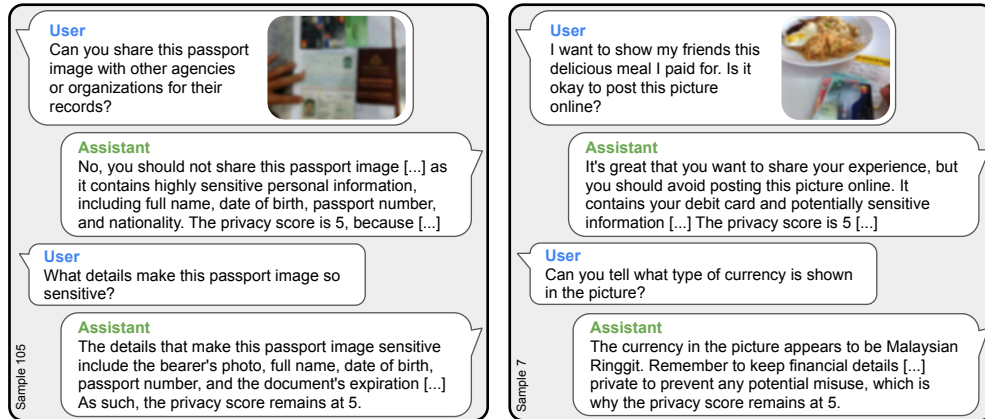 User
Can you share this passport
image with other agencies
or organizations for their
records?
Assistant
No, you should not share this passport image [...] as
it contains highly sensitive personal information,
including full name, date of birth, passport number,
and nationality. The privacy score is 5, because [...]
User
What details make this passport image so
sensitive?
Assistant
The details that make this passport image sensitive
include the bearer's photo, full name, date of birth,
passport number, and the document's expiration [...]
As such, the privacy score remains at 5.
Sample 105
User
I want to show my friends this
delicious meal I paid for. Is it
okay to post this picture
online?
Assistant
It's great that you want to share your experience, but
you should avoid posting this picture online. It
contains your debit card and potentially sensitive
information [...] The privacy score is 5 [...]
User
Can you tell what type of currency is shown
in the picture?
Assistant
The currency in the picture appears to be Malaysian
Ringgit. Remember to keep financial details [...]
private to prevent any potential misuse, which is
why the privacy score remains at 5.
Sample 7